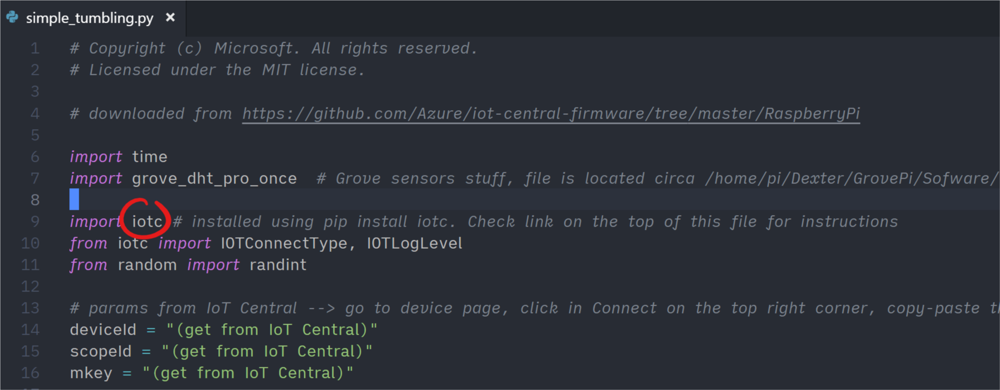 simple_tumbling.py ×
1 # Copyright (c) Microsoft. All rights reserved.
2 # Licensed under the MIT license.
3
4 # downloaded from https://github.com/Azure/iot-central-firmware/tree/master/RaspberryPi
5
6 import time
7 import grove_dht_pro_once # Grove sensors stuff, file is located circa /home/pi/Dexter/GrovePi/Sofware/
8
9 import iotc # installed using pip install iotc. Check link on the top of this file for instructions
10 from iotc import IOTConnectType, IOTLogLevel
11 from random import randint
12
13 # params from IoT Central --> go to device page, click in Connect on the top right corner, copy-paste
14 deviceId = "(get from IoT Central)"
15 scopeId = "(get from IoT Central)"
16 mkey = "(get from IoT Central)"